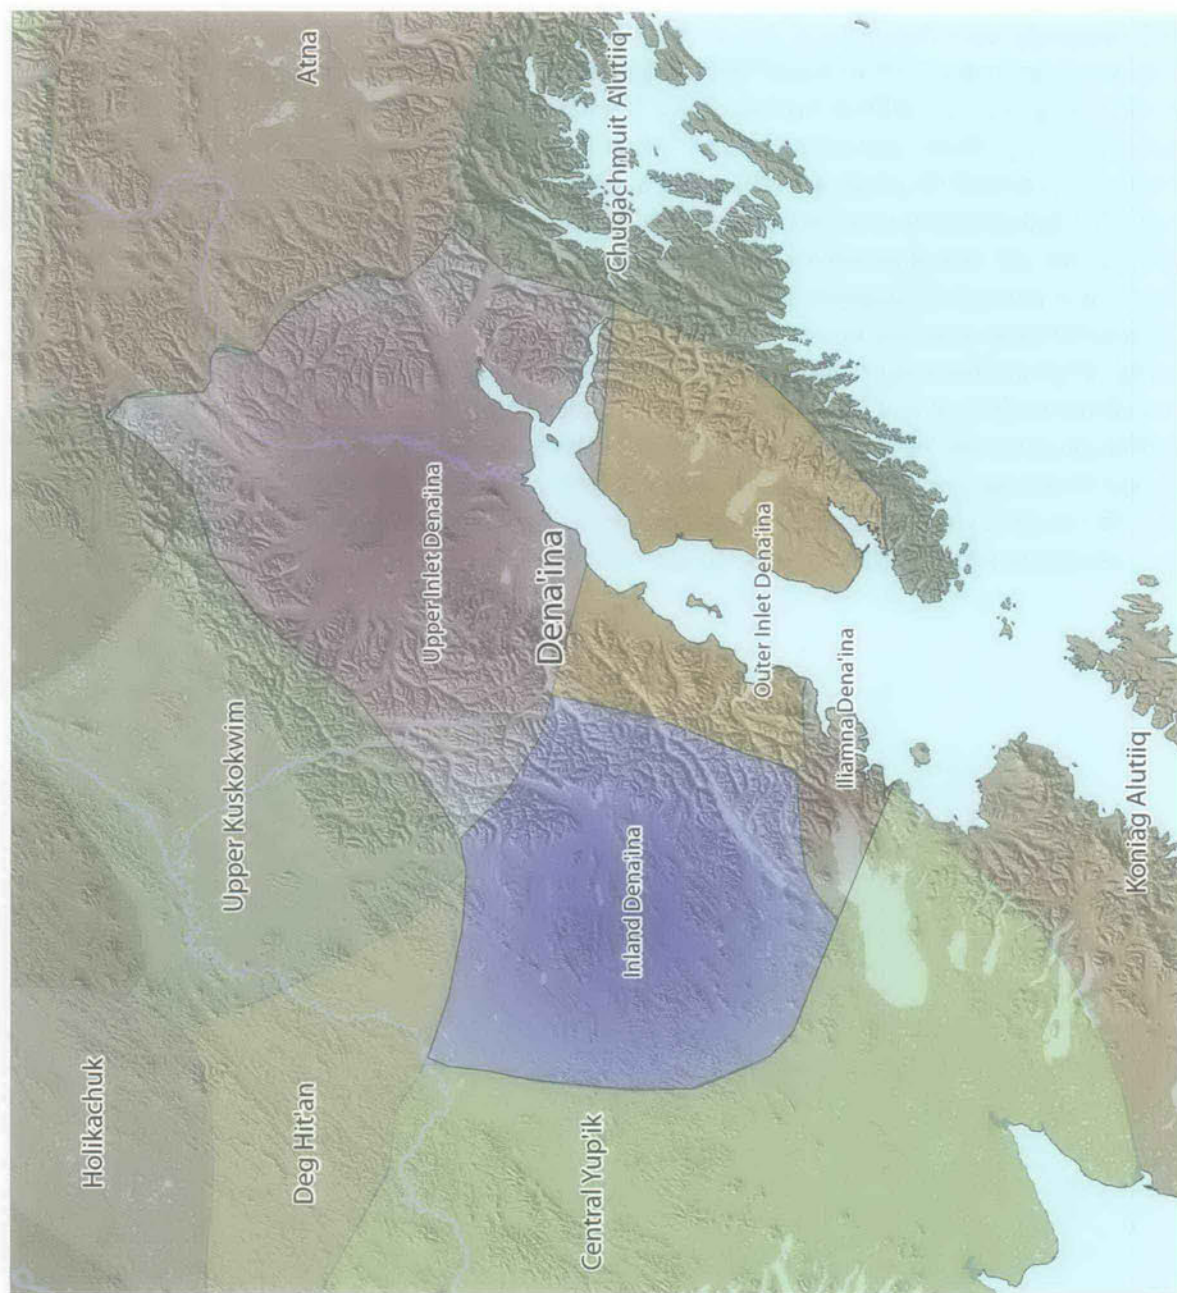 Holikachuk
Upper Kuskokwim
Deg Hit'an
Atna
Upper Inlet Dena'ina
Dena'ina
Central Yup'ik
Chugachmuit Alutiiq
Inland Dena'ina
Outer Inlet Dena'ina
Iliamna Dena'ina
Koniag Alutiiq